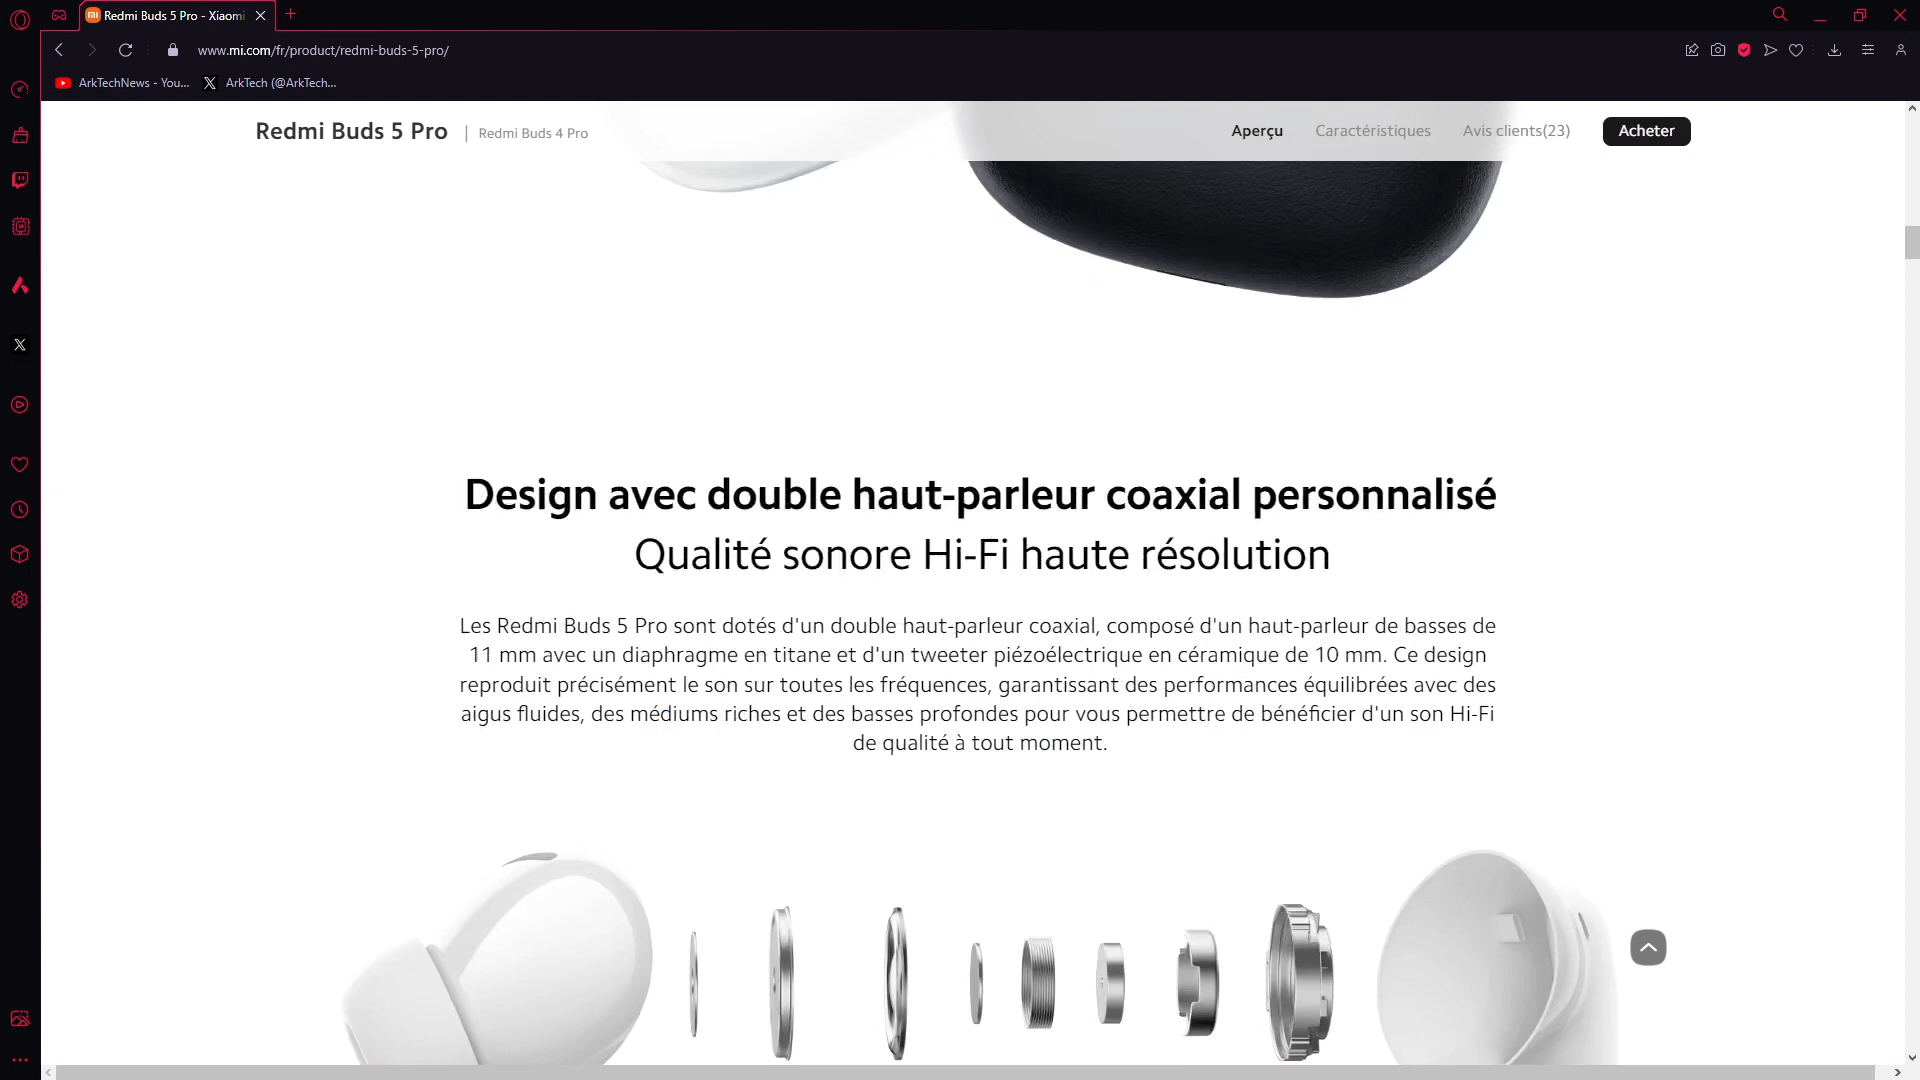 Redmi Buds 5 Pro - Xiaomi
www.mi.com/fr/product/redmi-buds-5-pro/
ArkTechNews - You...
ArkTech (@ArkTech...
Redmi Buds 5 Pro | Redmi Buds 4 Pro
Aperçu Caractéristiques Avis clients(23) Acheter
Design avec double haut-parleur coaxial personnalisé
Qualité sonore Hi-Fi haute résolution
Les Redmi Buds 5 Pro sont dotés d'un double haut-parleur coaxial, composé d'un haut-parleur de basses de
11 mm avec un diaphragme en titane et d'un tweeter piézoélectrique en céramique de 10 mm. Ce design
reproduit précisément le son sur toutes les fréquences, garantissant des performances équilibrées avec des
aigus fluides, des médiums riches et des basses profondes pour vous permettre de bénéficier d'un son Hi-Fi
de qualité à tout moment.